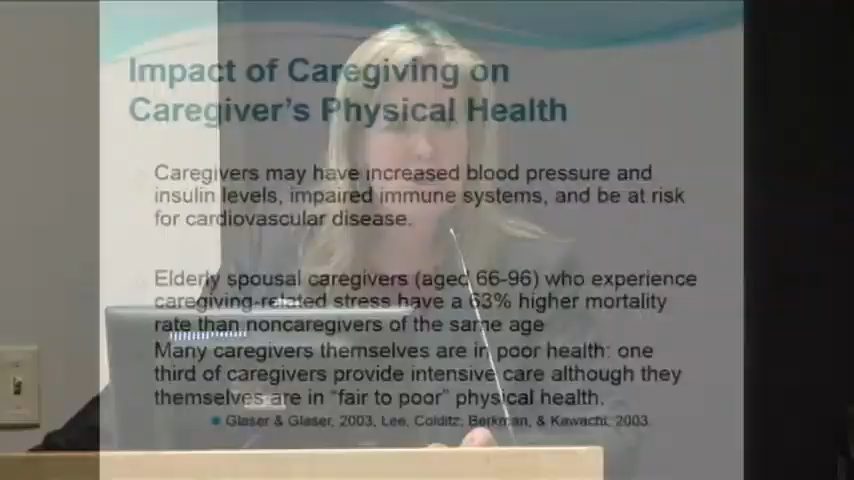 Impact of Caregiving on
Caregiver's Physical Health
Caregivers may have increased blood pressure and
insulin levels, impaired immune systems, and be at risk
for cardiovascular disease.
Elderly spousal caregivers (aged 66-96) who experience
caregiving-related stress have a 63% higher mortality
rate than noncaregivers of the same age
Many caregivers themselves are in poor health: one
third of caregivers provide intensive care although they
themselves are in "fair to poor" physical health.
Glaser & Glaser, 2003, Lee, Colditz, Berkman, & Kawachi, 2003